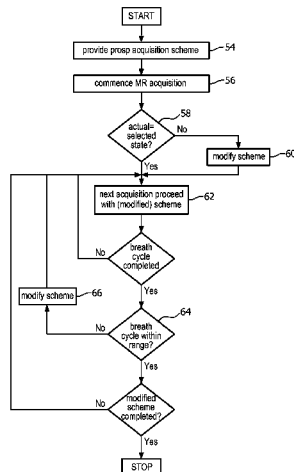 START
provide prosp acquisition scheme
54
commence MR acquisition
56
58
actual=
selected
state?
No
Yes
modify scheme
60
next acquisition proceed
with (modified) scheme
62
breath
cycle
completed
No
Yes
modify scheme
66
64
breath
cycle within
range?
No
Yes
modified
scheme
completed?
No
Yes
STOP